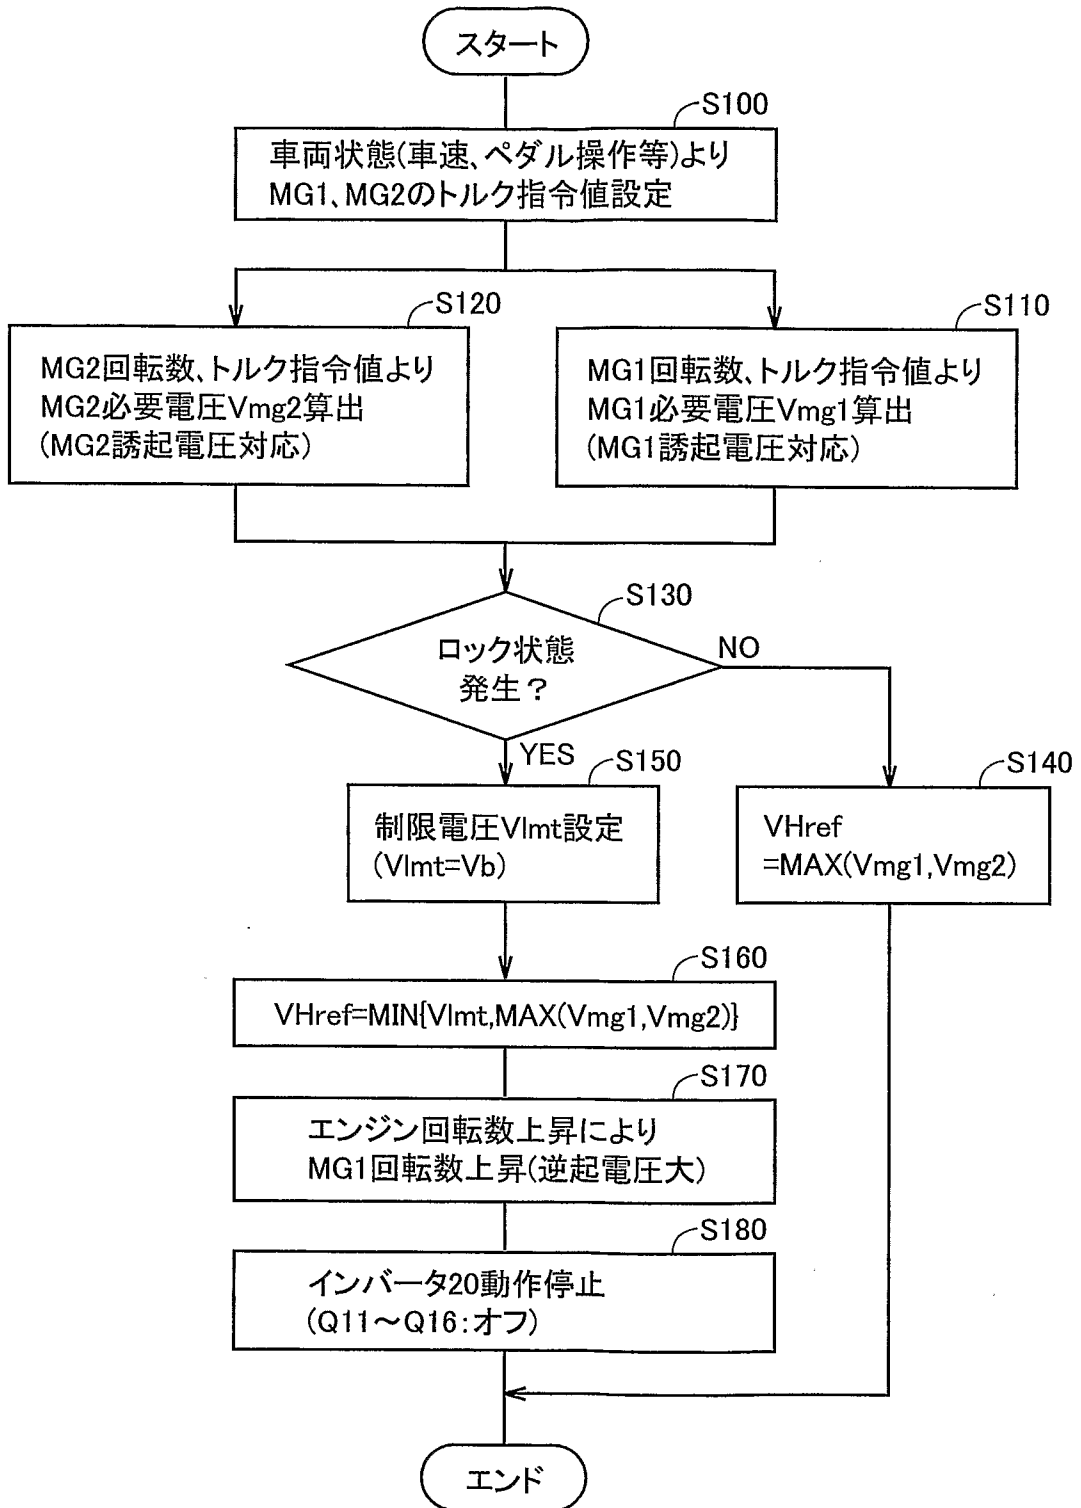 スタート
S100
車両状態(車速、ペダル操作等)より
MG1、MG2のトルク指令値設定
S120
MG2回転数、トルク指令値より
MG2必要電圧Vmg2算出
(MG2誘起電圧対応)
S110
MG1回転数、トルク指令値より
MG1必要電圧Vmg1算出
(MG1誘起電圧対応)
S130
ロック状態
発生?
NO
YES
S150
制限電圧Vlmt設定
(Vlmt=Vb)
S140
VHref
=MAX(Vmg1,Vmg2)
S160
VHref=MIN{Vlmt,MAX(Vmg1,Vmg2)}
S170
エンジン回転数上昇により
MG1回転数上昇(逆起電圧大)
S180
インバータ20動作停止
(Q11～Q16:オフ)
エンド